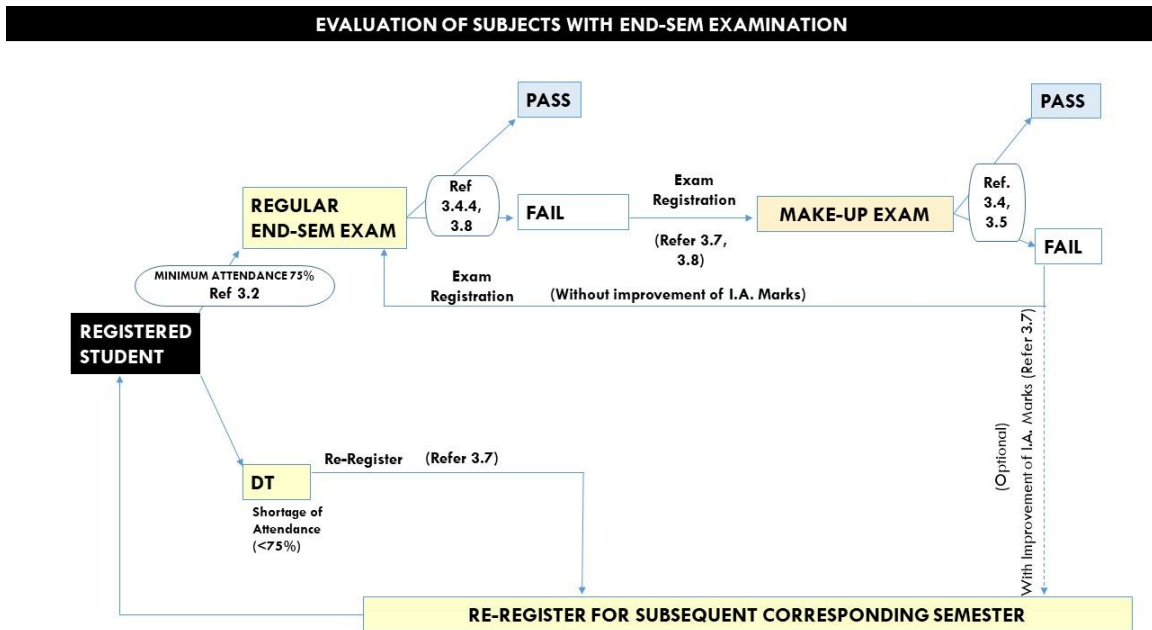 EVALUATION OF SUBJECTS WITH END-SEM EXAMINATION
PASS
PASS
REGULAR
END-SEM EXAM
Ref
3.4.4,
3.8
FAIL
Exam
Registration
(Refer 3.7,
3.8)
MAKE-UP EXAM
Ref.
3.4,
3.5
FAIL
MINIMUM ATTENDANCE 75%
Ref 3.2
Exam
Registration
(Without improvement of I.A. Marks)
REGISTERED
STUDENT
(Optional)
With Improvement of I.A. Marks (Refer 3.7)
DT
Shortage of
Attendance
(<75%)
Re-Register (Refer 3.7)
RE-REGISTER FOR SUBSEQUENT CORRESPONDING SEMESTER